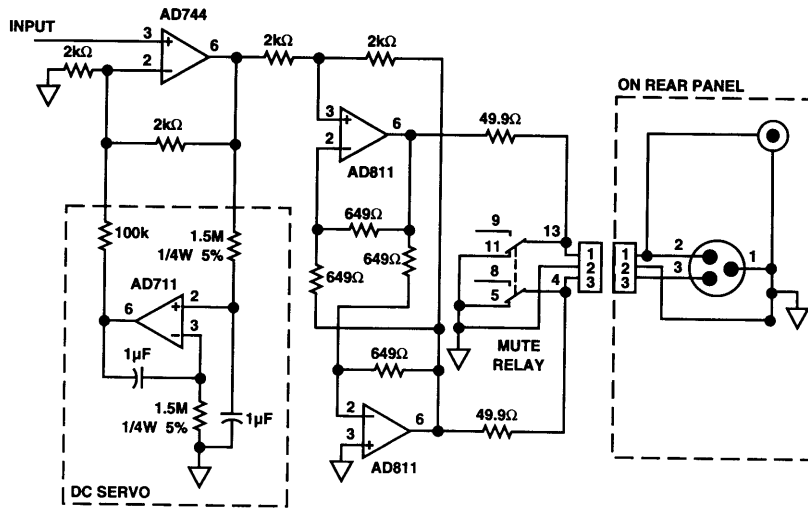 AD744
INPUT
3
+
6
2kΩ
2
−
2kΩ
2kΩ
2kΩ
ON REAR PANEL
3
+
6
2
−
AD811
49.9Ω
649Ω
649Ω
649Ω
100k
1.5M
1/4W 5%
AD711
6
+
2
−
3
1μF
1.5M
1/4W 5%
1μF
DC SERVO
9
13
11
8
4
5
MUTE
RELAY
1
2
3
1
2
3
2
1
3
649Ω
2
−
6
3
+
AD811
49.9Ω